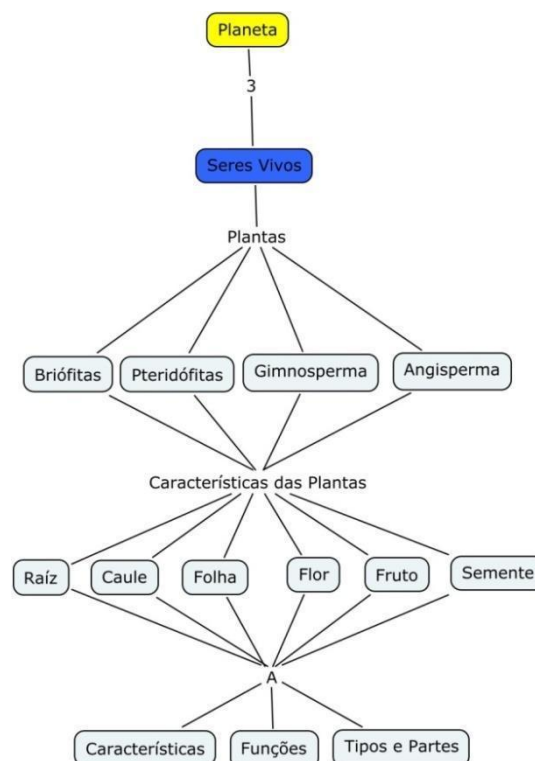 Planeta
3
Seres Vivos
Plantas
Briófitas Pteridófitas Gimnosperma Angisperma
Características das Plantas
Raíz Caule Folha Flor Fruto Semente
A
Características Funções Tipos e Partes